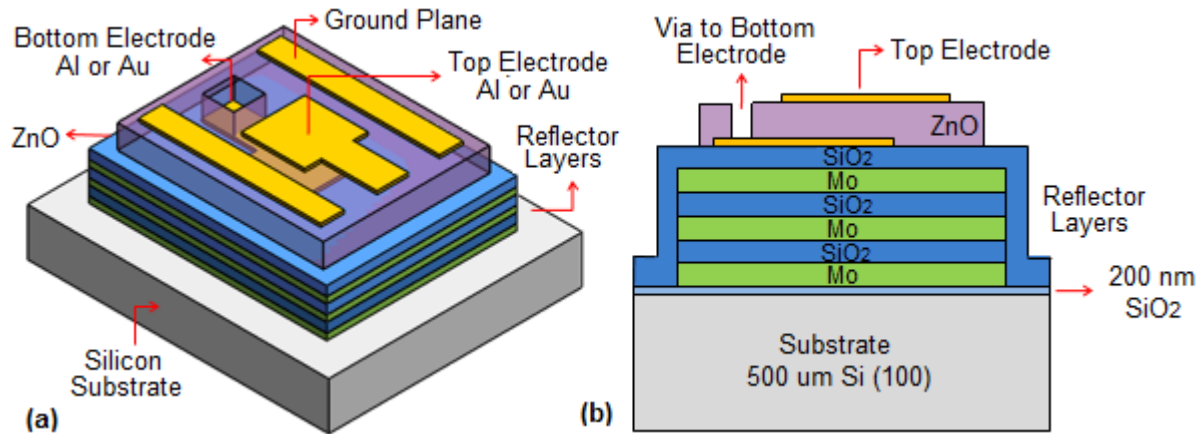 Ground Plane
Bottom Electrode
Al or Au
Top Electrode
Al or Au
ZnO
Reflector
Layers
Silicon
Substrate
(a)
Via to Bottom
Electrode
Top Electrode
ZnO
SiO2
Mo
SiO2
Mo
SiO2
Mo
Reflector
Layers
200 nm
SiO2
Substrate
500 um Si (100)
(b)